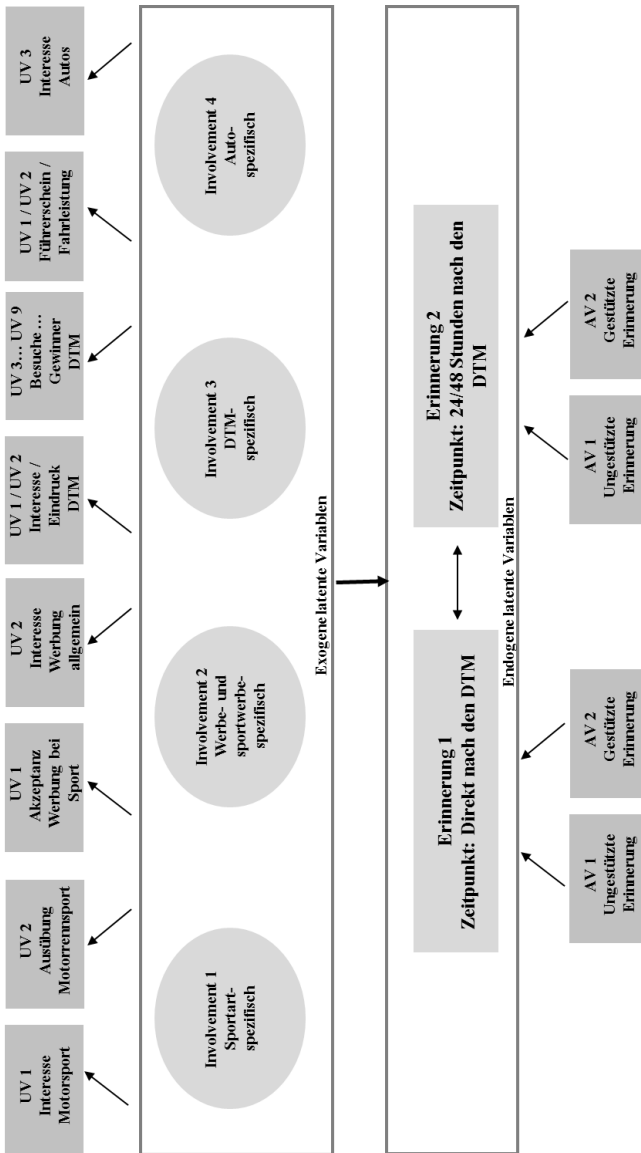 UV 1
Interesse
Motorsport
UV 2
Ausübung
Motorrennsport
UV 1
Akzeptanz
Werbung bei
Sport
UV 2
Interesse
Werbung
allgemein
UV 1 / UV 2
Interesse /
Eindruck
DTM
UV 3… UV 9
Besuche …
Gewinner
DTM
UV 1 / UV 2
Führerschein /
Fahrleistung
UV 3
Interesse
Autos
Involvement 1
Sportart-
spezifisch
Involvement 2
Werbe- und
sportwerbe-
spezifisch
Involvement 3
DTM-
spezifisch
Involvement 4
Auto-
spezifisch
Exogene latente Variablen
Erinnerung 1
Zeitpunkt: Direkt nach den DTM
Erinnerung 2
Zeitpunkt: 24/48 Stunden nach den
DTM
Endogene latente Variablen
AV 1
Ungestützte
Erinnerung
AV 2
Gestützte
Erinnerung
AV 1
Ungestützte
Erinnerung
AV 2
Gestützte
Erinnerung